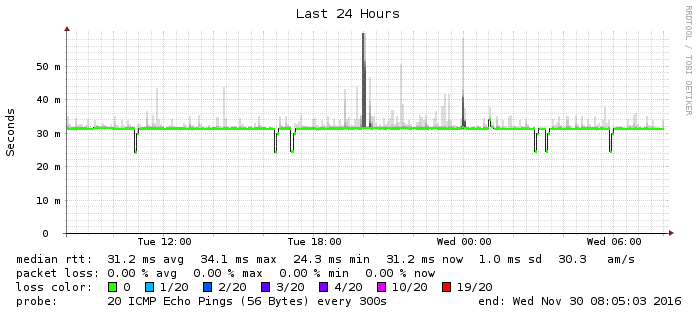 Last 24 Hours
RRDTOOL / TOBI OETIKER
Seconds
50 m
40 m
30 m
20 m
10 m
0
Tue 12:00 Tue 18:00 Wed 00:00 Wed 06:00
median rtt: 31.2 ms avg 34.1 ms max 24.3 ms min 31.2 ms now 1.0 ms sd 30.3 am/s
packet loss: 0.00 % avg 0.00 % max 0.00 % min 0.00 % now
loss color: 0 1/20 2/20 3/20 4/20 10/20 19/20
probe: 20 ICMP Echo Pings (56 Bytes) every 300s end: Wed Nov 30 08:05:03 2016